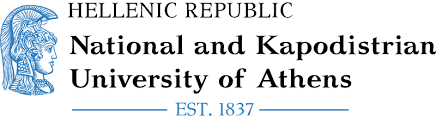 HELLENIC REPUBLIC
National and Kapodistrian
University of Athens
EST. 1837